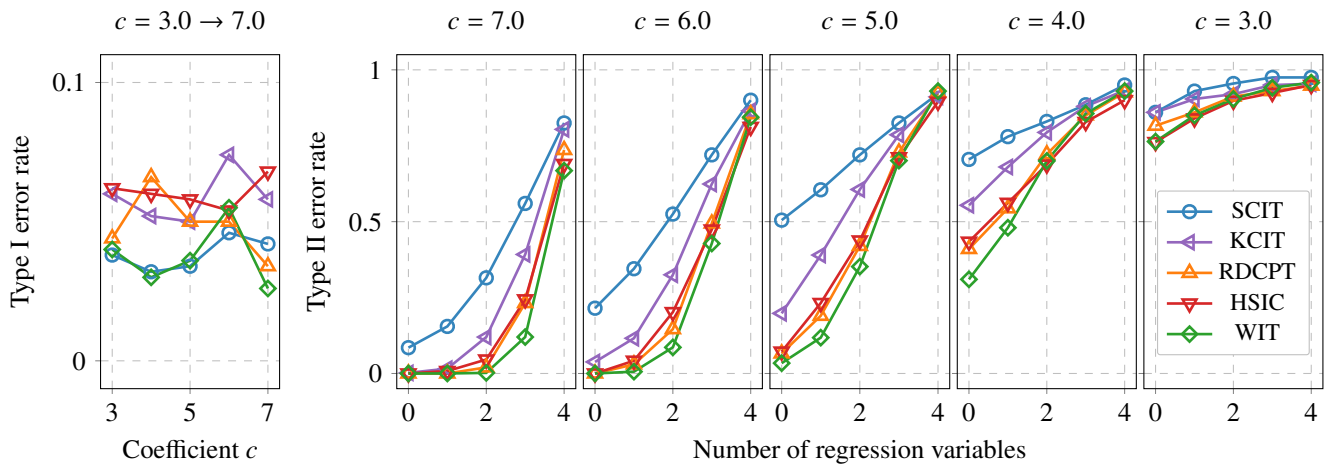 c = 3.0 → 7.0
c = 7.0
c = 6.0
c = 5.0
c = 4.0
c = 3.0
Type I error rate
0.1
0
3 5 7
Coefficient c
Type II error rate
1
0.5
0
0 2 4
0 2 4
0 2 4
0 2 4
0 2 4
Number of regression variables
SCIT
KCIT
RDCPT
HSIC
WIT